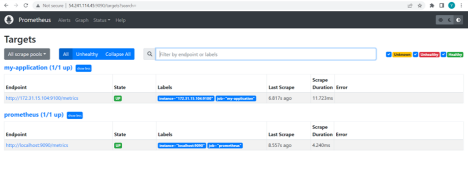 Not secure | 54.241.114.45:9090/targets?search=
Prometheus Alerts Graph Status Help
Targets
All scrape pools All Unhealthy Collapse All Filter by endpoint or labels Unknown Unhealthy Healthy
my-application (1/1 up) show less
Endpoint State Labels Last Scrape Scrape Duration Error
http://172.31.15.104:9100/metrics UP instance="172.31.15.104:9100" job="my-application" 6.817s ago 11.723ms
prometheus (1/1 up) show less
Endpoint State Labels Last Scrape Scrape Duration Error
http://localhost:9090/metrics UP instance="localhost:9090" job="prometheus" 8.557s ago 4.240ms